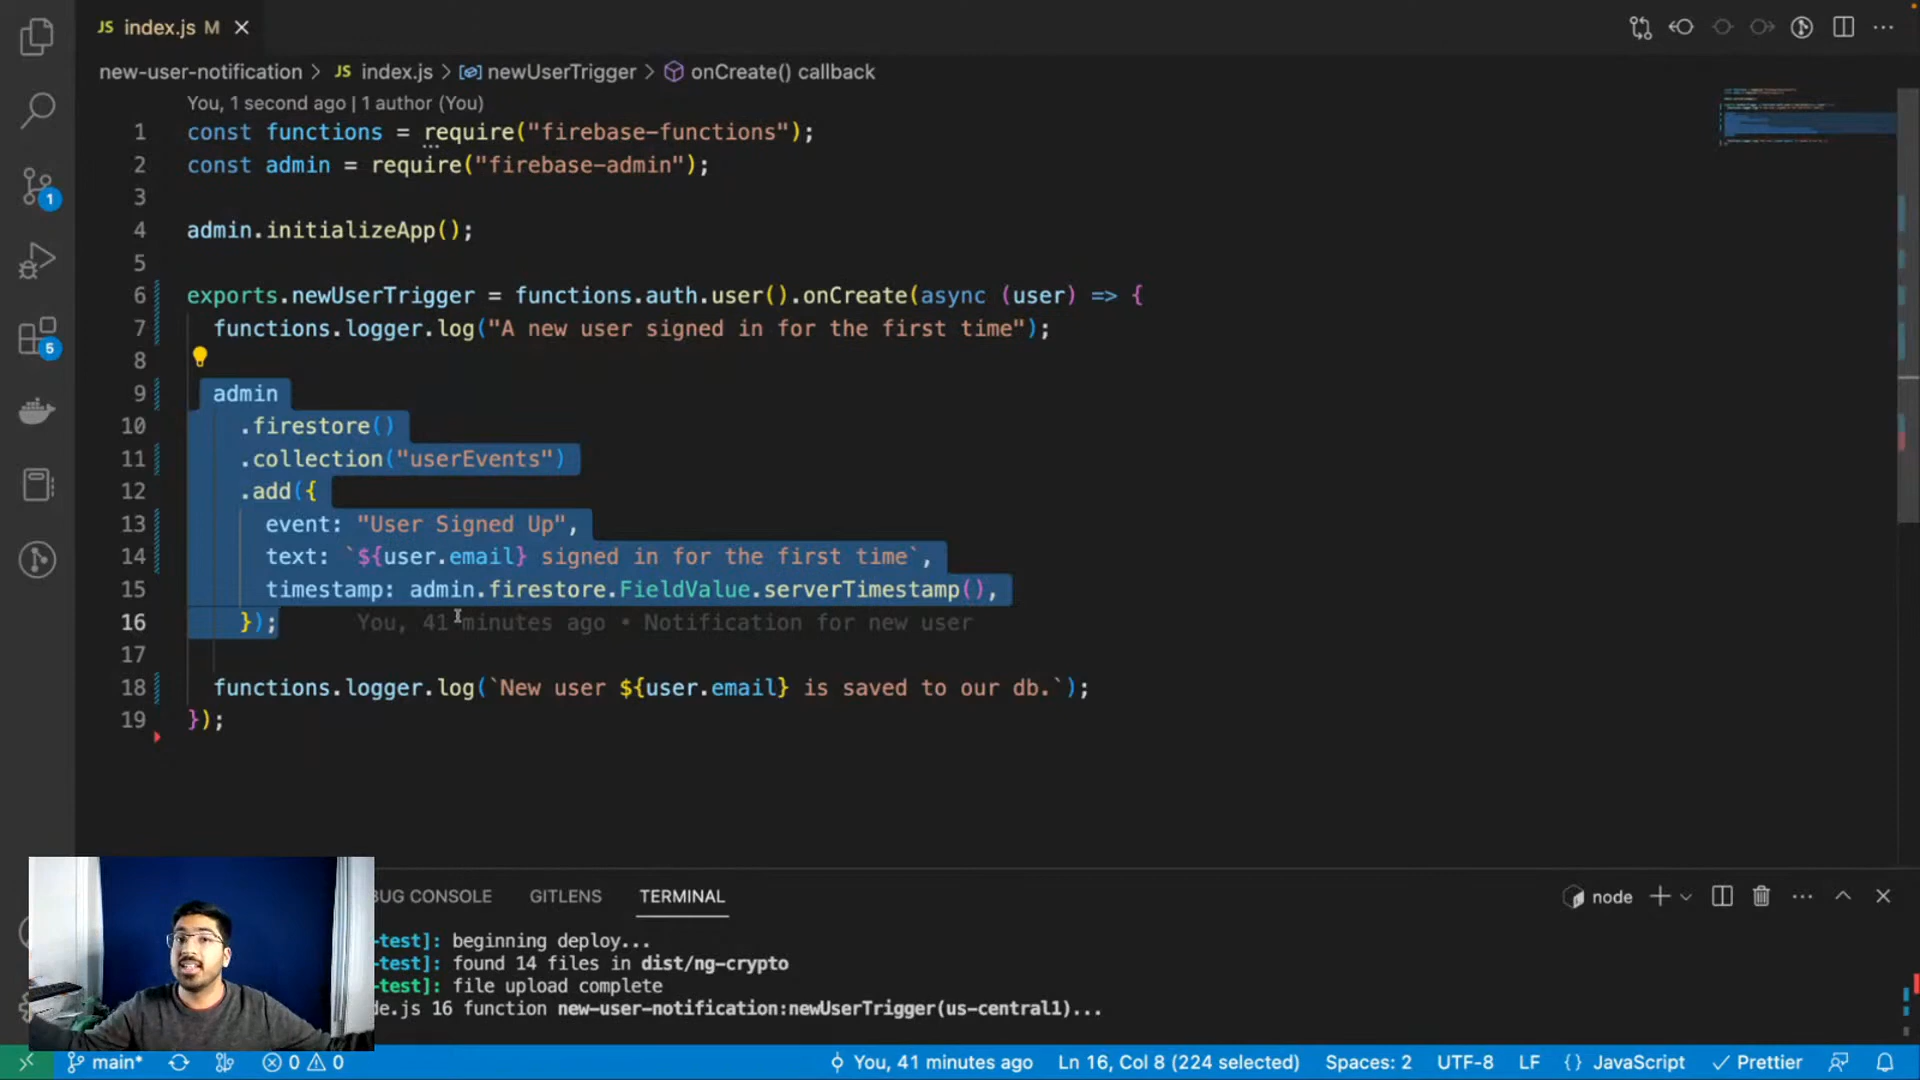 JS index.js M
new-user-notification > JS index.js > newUserTrigger > onCreate() callback
You, 1 second ago | 1 author (You)
1 const functions = require("firebase-functions");
2 const admin = require("firebase-admin");
3
4 admin.initializeApp();
5
6 exports.newUserTrigger = functions.auth.user().onCreate(async (user) => {
7 functions.logger.log("A new user signed in for the first time");
8
9 admin
10 .firestore()
11 .collection("userEvents")
12 .add({
13 event: "User Signed Up",
14 text: `${user.email} signed in for the first time`,
15 timestamp: admin.firestore.FieldValue.serverTimestamp(),
16 }); You, 41 minutes ago • Notification for new user
17
18 functions.logger.log(`New user ${user.email} is saved to our db.`);
19 });
1
5
BUG CONSOLE GITLENS TERMINAL node
-test]: beginning deploy...
-test]: found 14 files in dist/ng-crypto
-test]: file upload complete
de.js 16 function new-user-notification:newUserTrigger(us-central1)...
main* 0 0 You, 41 minutes ago Ln 16, Col 8 (224 selected) Spaces: 2 UTF-8 LF {} JavaScript Prettier